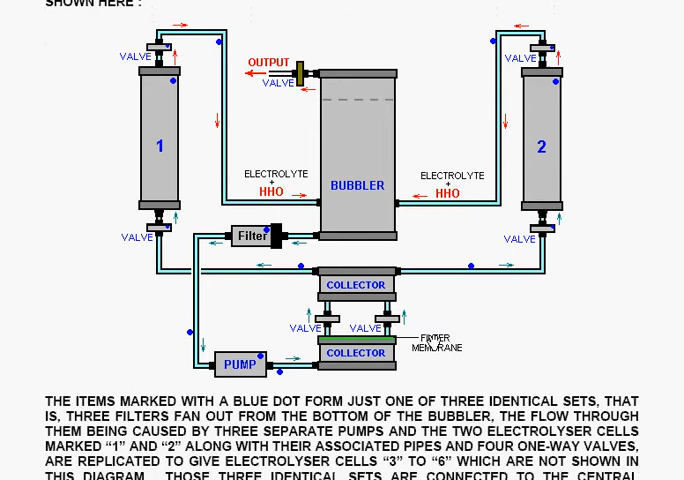 SHOWN HERE :
VALVE
OUTPUT
VALVE
VALVE
1
2
ELECTROLYTE
+
HHO
BUBBLER
ELECTROLYTE
+
HHO
VALVE
Filter
VALVE
COLLECTOR
VALVE
VALVE
FILTER
MEMBRANE
COLLECTOR
PUMP
THE ITEMS MARKED WITH A BLUE DOT FORM JUST ONE OF THREE IDENTICAL SETS, THAT
IS, THREE FILTERS FAN OUT FROM THE BOTTOM OF THE BUBBLER, THE FLOW THROUGH
THEM BEING CAUSED BY THREE SEPARATE PUMPS AND THE TWO ELECTROLYSER CELLS
MARKED “1” AND “2” ALONG WITH THEIR ASSOCIATED PIPES AND FOUR ONE-WAY VALVES,
ARE REPLICATED TO GIVE ELECTROLYSER CELLS “3” TO “6” WHICH ARE NOT SHOWN IN
THIS DIAGRAM. THOSE THREE IDENTICAL SETS ARE CONNECTED TO THE CENTRAL